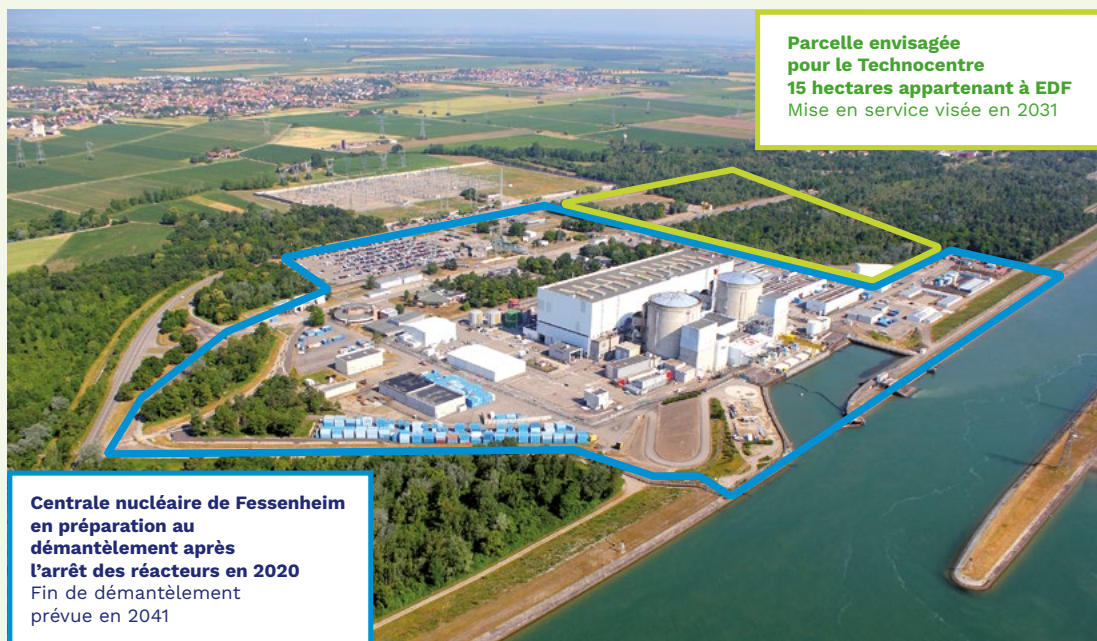 Parcelle envisagée
pour le Technocentre
15 hectares appartenant à EDF
Mise en service visée en 2031
Centrale nucléaire de Fessenheim
en préparation au
démantèlement après
l’arrêt des réacteurs en 2020
Fin de démantèlement
prévue en 2041